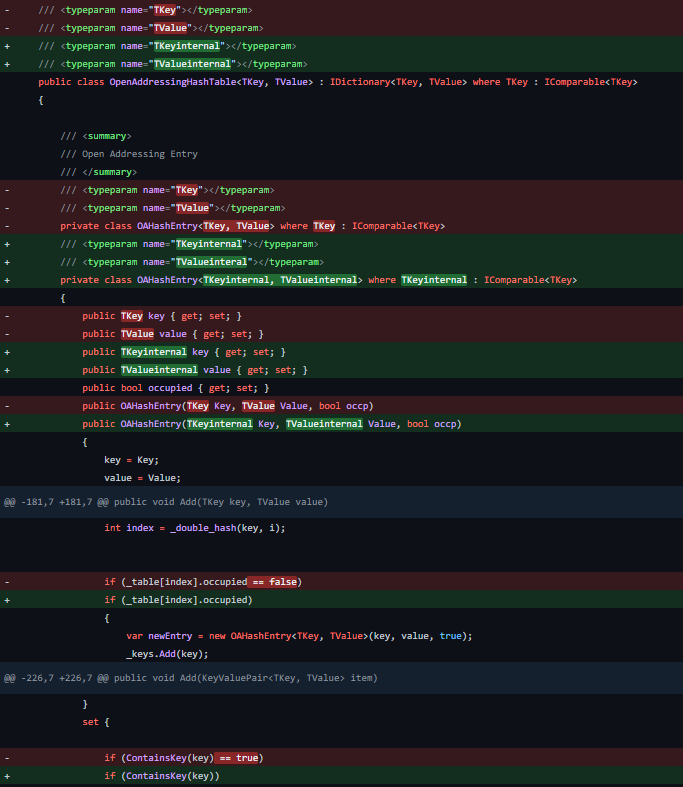 - /// <typeparam name="TKey"></typeparam>
- /// <typeparam name="TValue"></typeparam>
+ /// <typeparam name="TKeyinternal"></typeparam>
+ /// <typeparam name="TValueinternal"></typeparam>
public class OpenAddressingHashTable<TKey, TValue> : IDictionary<TKey, TValue> where TKey : IComparable<TKey>
{
/// <summary>
/// Open Addressing Entry
/// </summary>
- /// <typeparam name="TKey"></typeparam>
- /// <typeparam name="TValue"></typeparam>
- private class OAHashEntry<TKey, TValue> where TKey : IComparable<TKey>
+ /// <typeparam name="TKeyinternal"></typeparam>
+ /// <typeparam name="TValueinteral"></typeparam>
+ private class OAHashEntry<TKeyinternal, TValueinternal> where TKeyinternal : IComparable<TKey>
{
- public TKey key { get; set; }
- public TValue value { get; set; }
+ public TKeyinternal key { get; set; }
+ public TValueinternal value { get; set; }
public bool occupied { get; set; }
- public OAHashEntry(TKey Key, TValue Value, bool occp)
+ public OAHashEntry(TKeyinternal Key, TValueinternal Value, bool occp)
{
key = Key;
value = Value;
@@ -181,7 +181,7 @@ public void Add(TKey key, TValue value)
int index = _double_hash(key, i);
- if (_table[index].occupied == false)
+ if (_table[index].occupied)
{
var newEntry = new OAHashEntry<TKey, TValue>(key, value, true);
_keys.Add(key);
@@ -226,7 +226,7 @@ public void Add(KeyValuePair<TKey, TValue> item)
}
set {
- if (ContainsKey(key) == true)
+ if (ContainsKey(key))